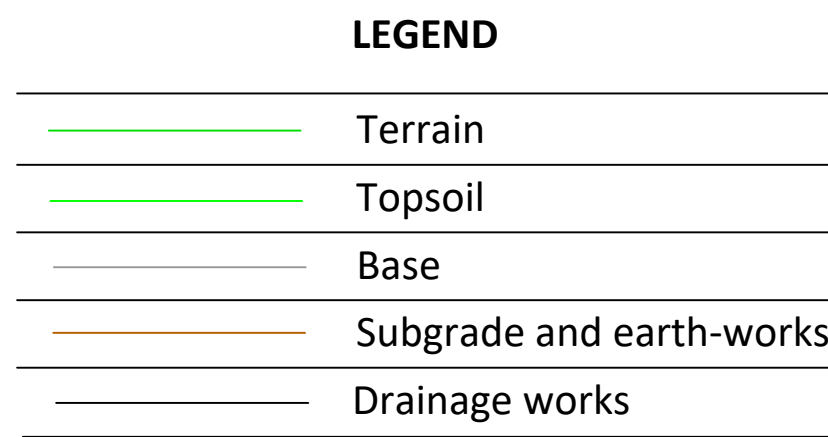 LEGEND
Terrain
Topsoil
Base
Subgrade and earth-works
Drainage works